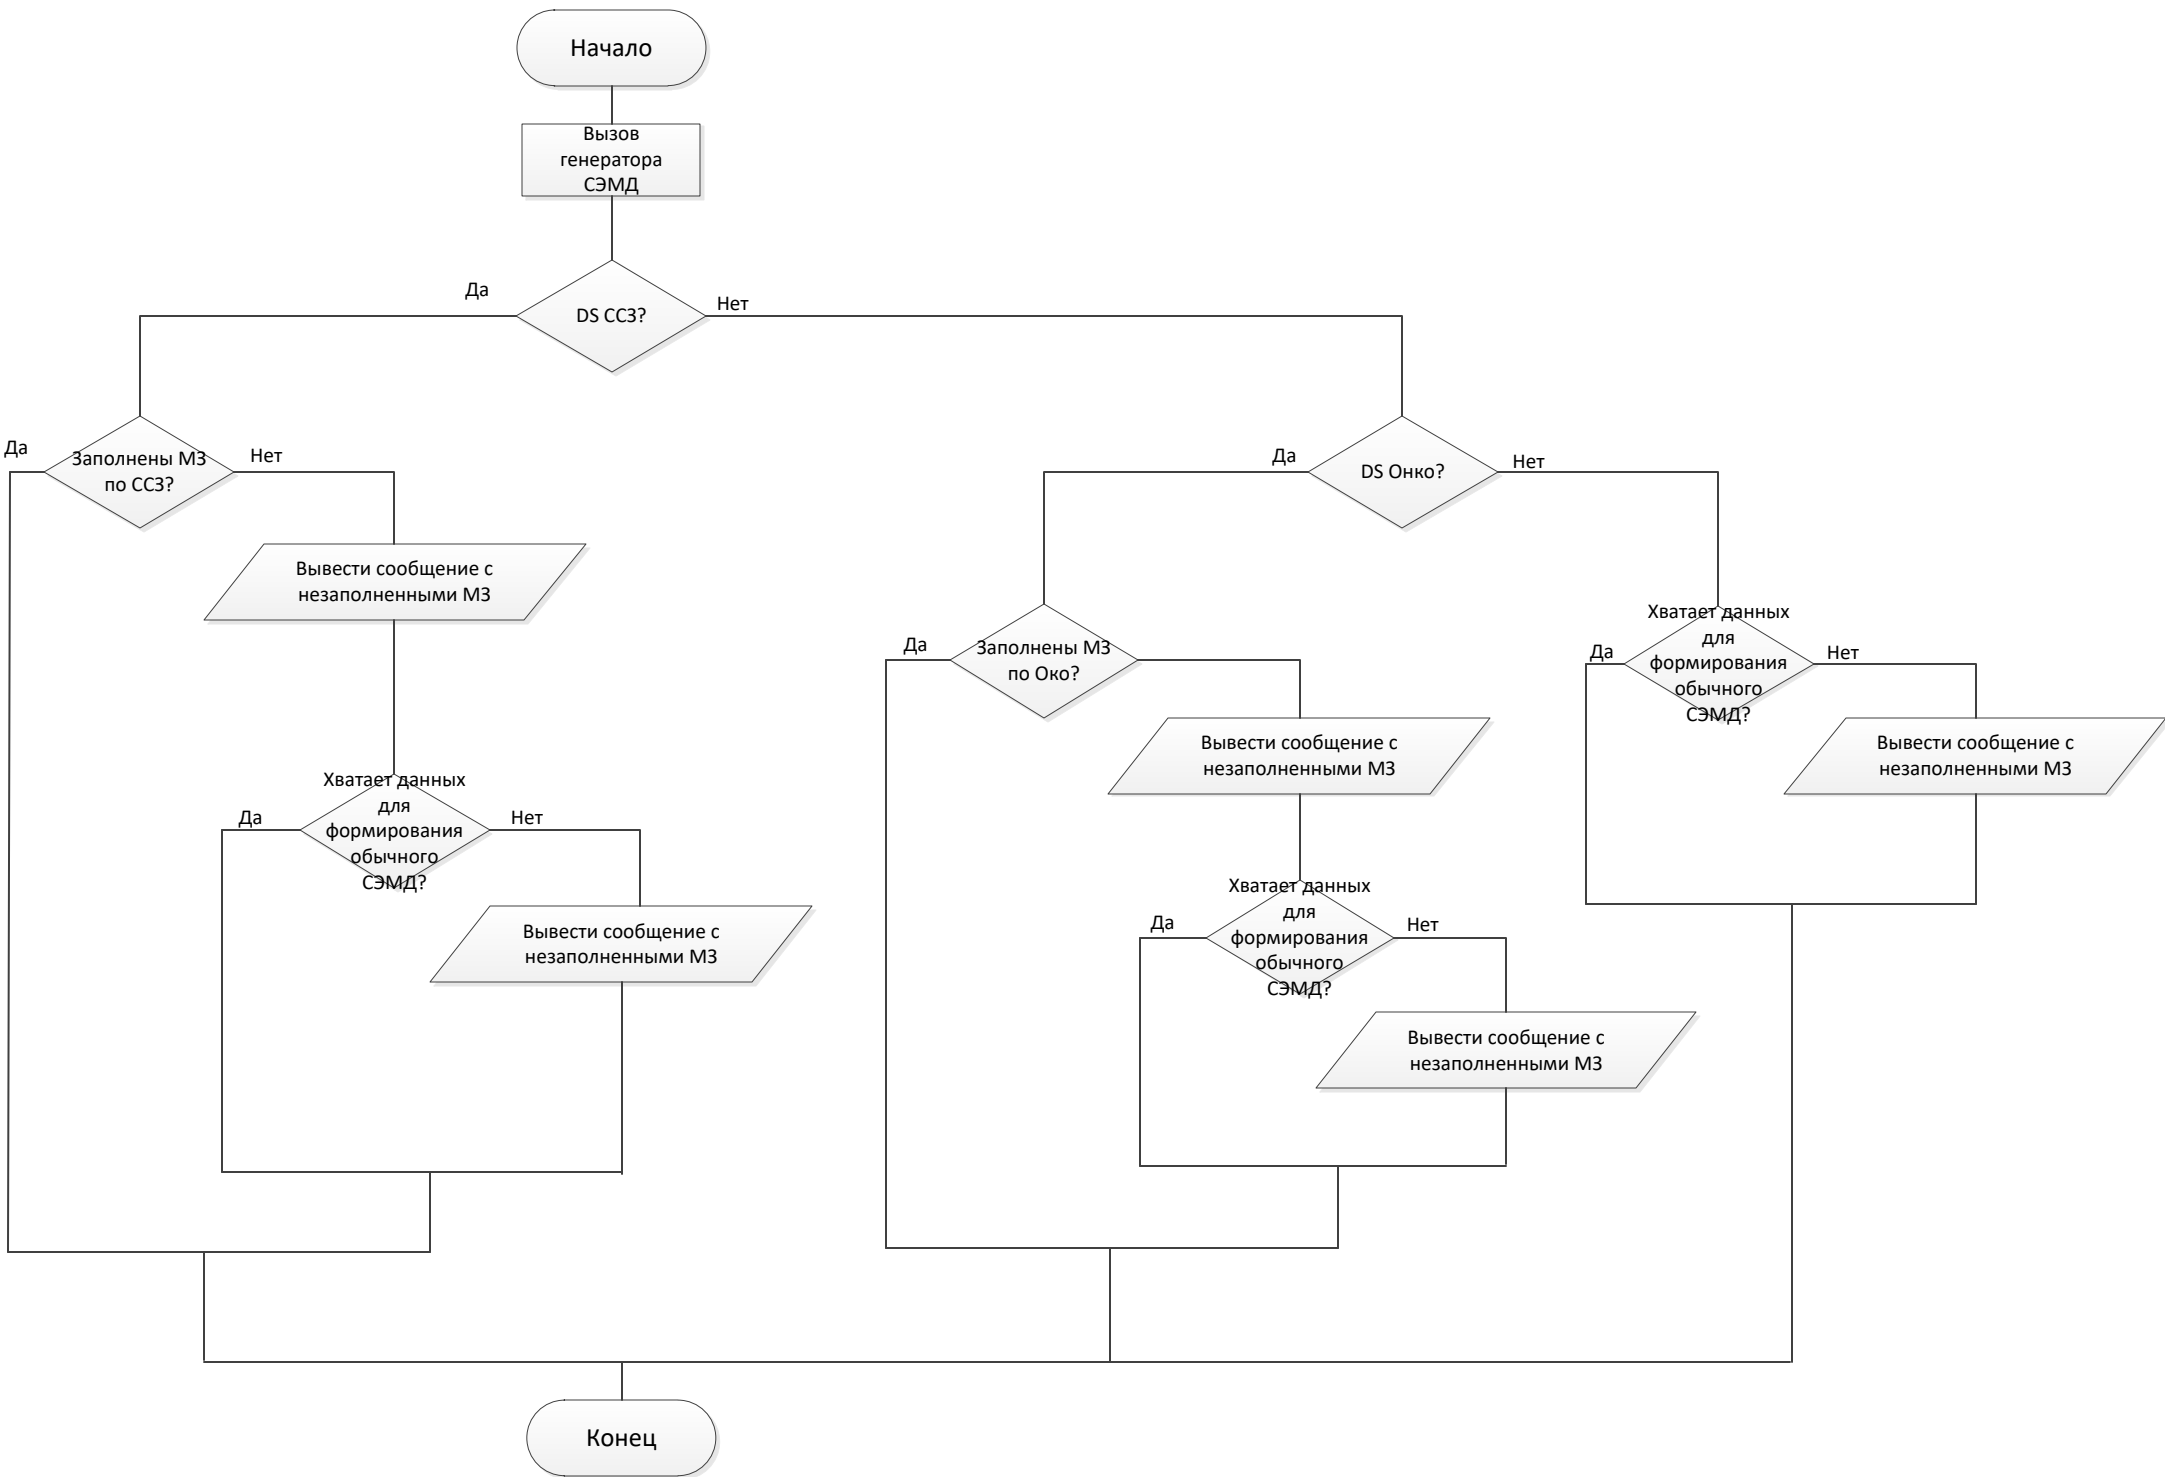 Начало
Вызов
генератора
СЭМД
Да
DS ССЗ?
Нет
Да
Заполнены МЗ
по ССЗ?
Нет
Да
DS Онко?
Нет
Вывести сообщение с
незаполненными МЗ
Да
Заполнены МЗ
по Око?
Да
Хватает данных
для
формирования
обычного
СЭМД?
Нет
Вывести сообщение с
незаполненными МЗ
Вывести сообщение с
незаполненными МЗ
Да
Хватает данных
для
формирования
обычного
СЭМД?
Нет
Вывести сообщение с
незаполненными МЗ
Да
Хватает данных
для
формирования
обычного
СЭМД?
Нет
Вывести сообщение с
незаполненными МЗ
Конец